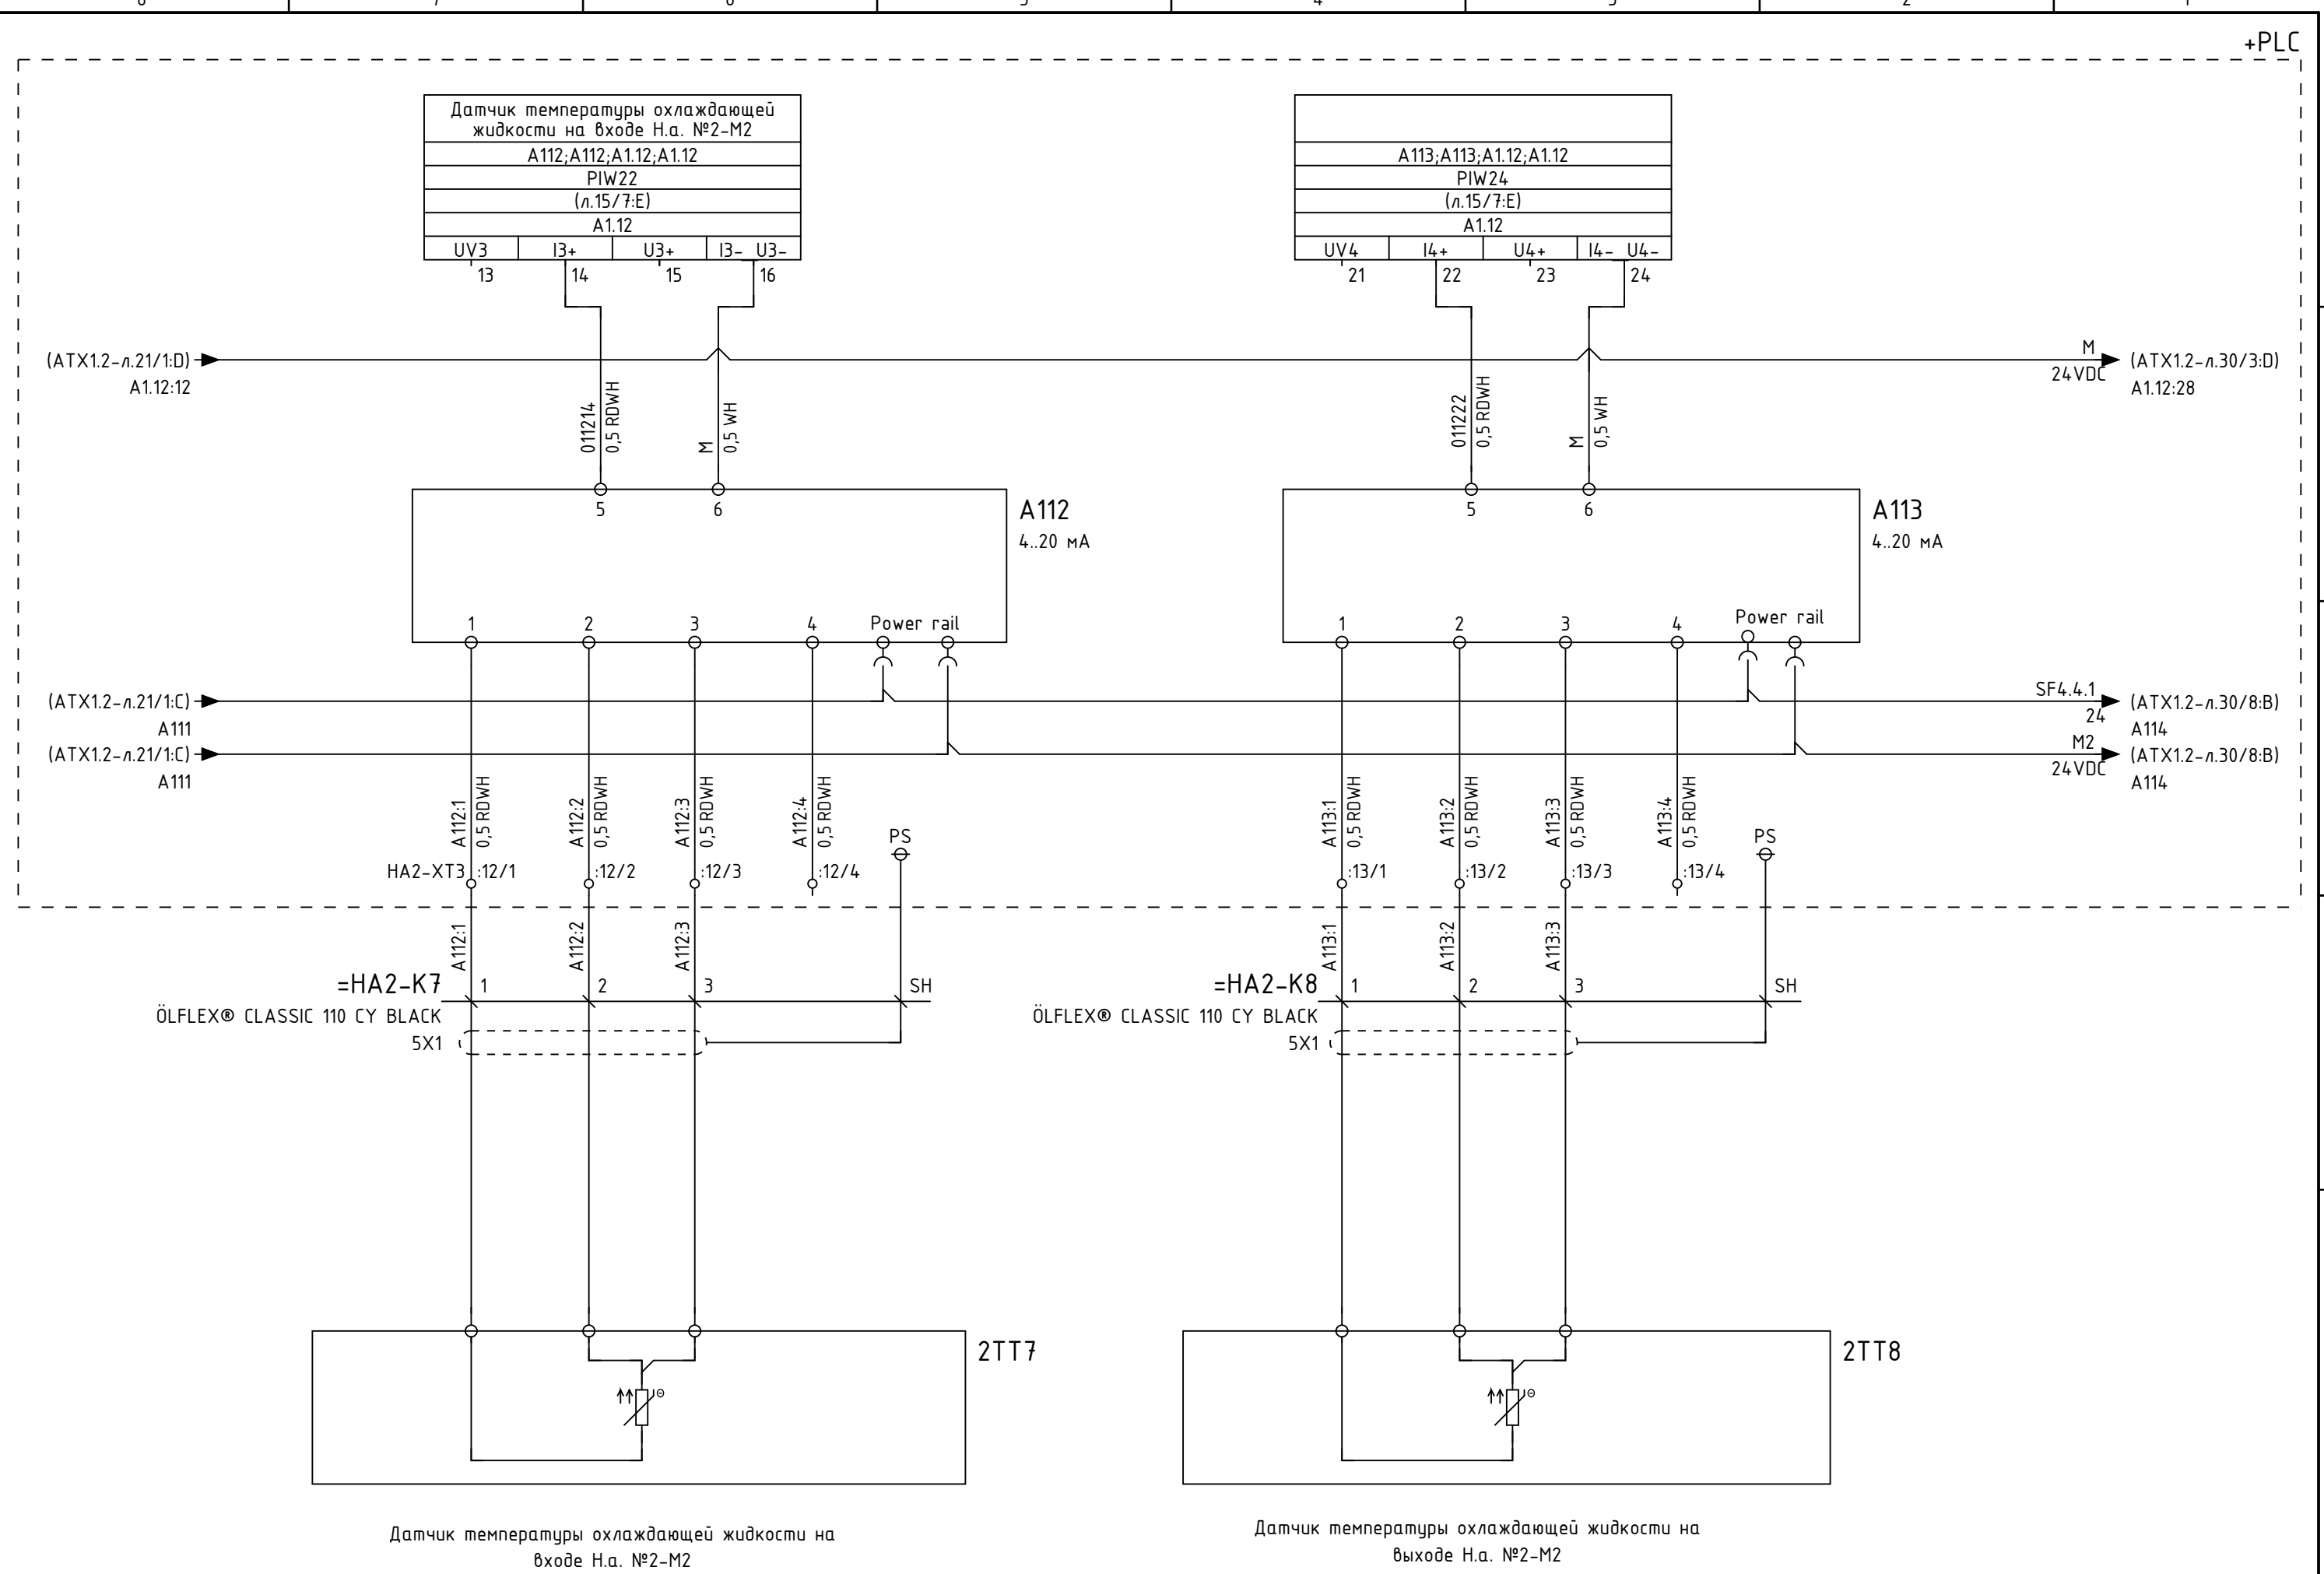 +PLC
Датчик температуры охлаждающей
жидкости на входе Н.а. №2-М2
A112;A112;A1.12;A1.12
PIW22
(л.15/7:E)
A1.12
UV3 I3+ U3+ I3- U3-
13 14 15 16
A113;A113;A1.12;A1.12
PIW24
(л.15/7:E)
A1.12
UV4 I4+ U4+ I4- U4-
21 22 23 24
(ATX1.2-л.21/1:D)
A1.12:12
M
24VDC
(ATX1.2-л.30/3:D)
A1.12:28
011214
0,5 RDWH
M
0,5 WH
011222
0,5 RDWH
M
0,5 WH
5 6
A112
4..20 мА
1 2 3 4 Power rail
5 6
A113
4..20 мА
1 2 3 4 Power rail
(ATX1.2-л.21/1:C)
A111
(ATX1.2-л.21/1:C)
A111
SF4.4.1
24
(ATX1.2-л.30/8:B)
A114
M2
24VDC
(ATX1.2-л.30/8:B)
A114
A112:1
0,5 RDWH
A112:2
0,5 RDWH
A112:3
0,5 RDWH
A112:4
0,5 RDWH
PS
A113:1
0,5 RDWH
A113:2
0,5 RDWH
A113:3
0,5 RDWH
A113:4
0,5 RDWH
PS
HA2-XT3 :12/1 :12/2 :12/3 :12/4
:13/1 :13/2 :13/3 :13/4
A112:1
A112:2
A112:3
A113:1
A113:2
A113:3
=HA2-K7 1 2 3 SH
ÖLFLEX® CLASSIC 110 CY BLACK
5X1
=HA2-K8 1 2 3 SH
ÖLFLEX® CLASSIC 110 CY BLACK
5X1
2TT7
2TT8
Датчик температуры охлаждающей жидкости на
входе Н.а. №2-М2
Датчик температуры охлаждающей жидкости на
выходе Н.а. №2-М2